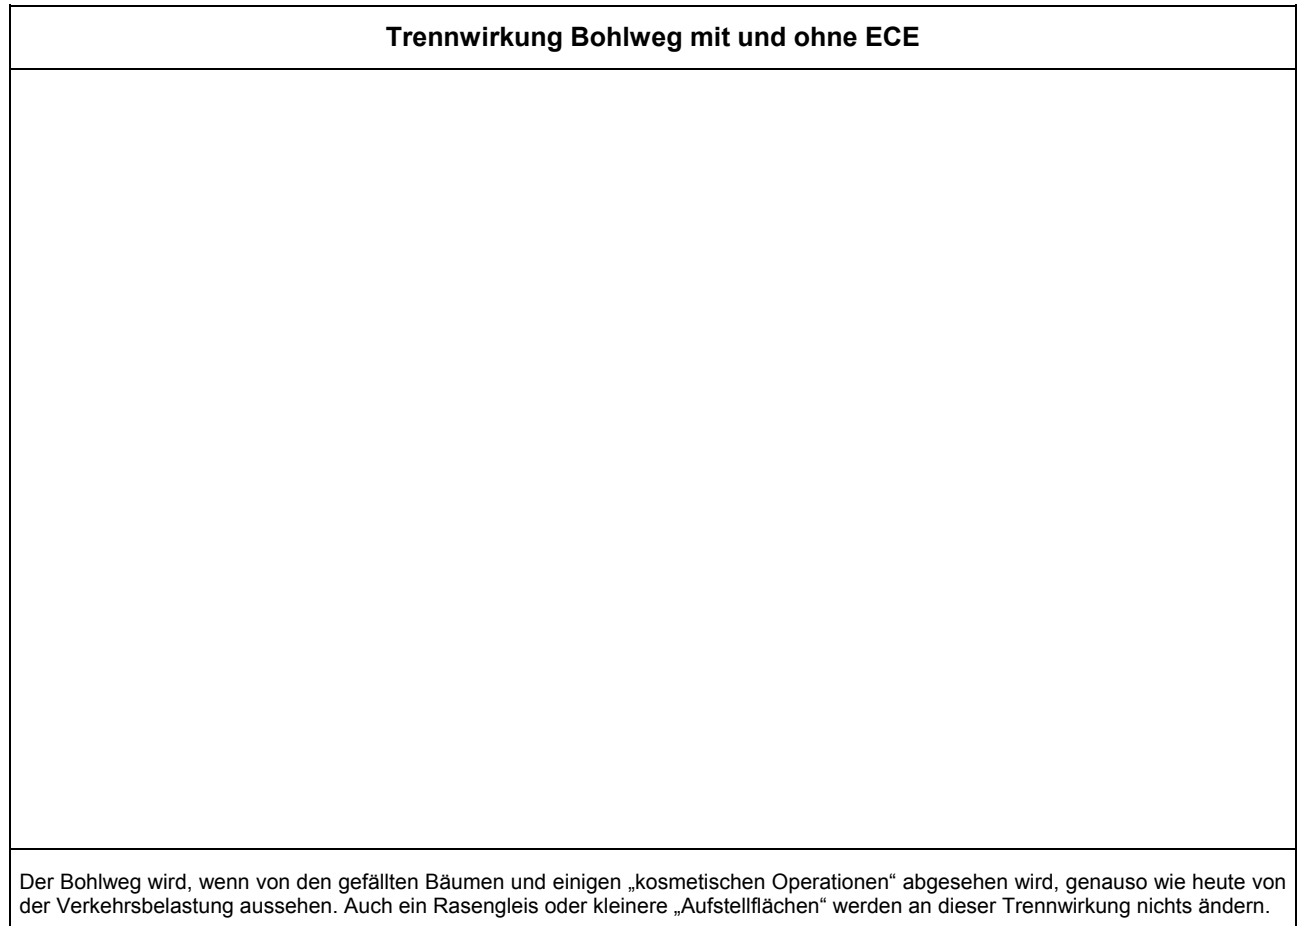 Trennwirkung Bohlweg mit und ohne ECE
Der Bohlweg wird, wenn von den gefällten Bäumen und einigen „kosmetischen Operationen“ abgesehen wird, genauso wie heute von
der Verkehrsbelastung aussehen. Auch ein Rasengleis oder kleinere „Aufstellflächen“ werden an dieser Trennwirkung nichts ändern.